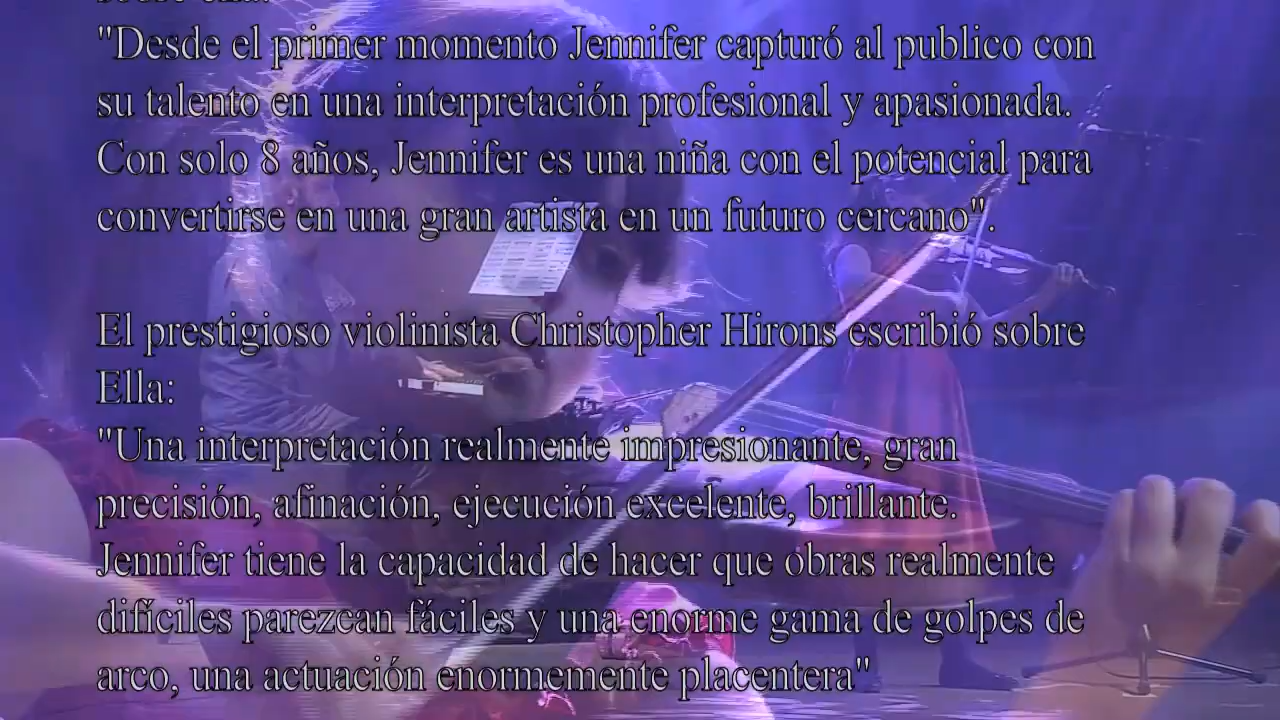 "Desde el primer momento Jennifer capturó al publico con
su talento en una interpretación profesional y apasionada.
Con solo 8 años, Jennifer es una niña con el potencial para
convertirse en una gran artista en un futuro cercano".
El prestigioso violinista Christopher Hirons escribió sobre
Ella:
"Una interpretación realmente impresionante, gran
precisión, afinación, ejecución excelente, brillante.
Jennifer tiene la capacidad de hacer que obras realmente
difíciles parezcan fáciles y una enorme gama de golpes de
arco, una actuación enormemente placentera"